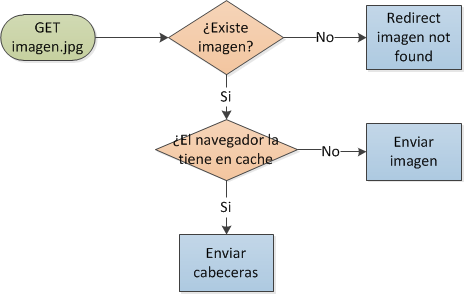 GET
imagen.jpg
¿Existe
imagen?
No
Redirect
imagen not
found
Si
¿El navegador la
tiene en cache
No
Enviar
imagen
Si
Enviar
cabeceras